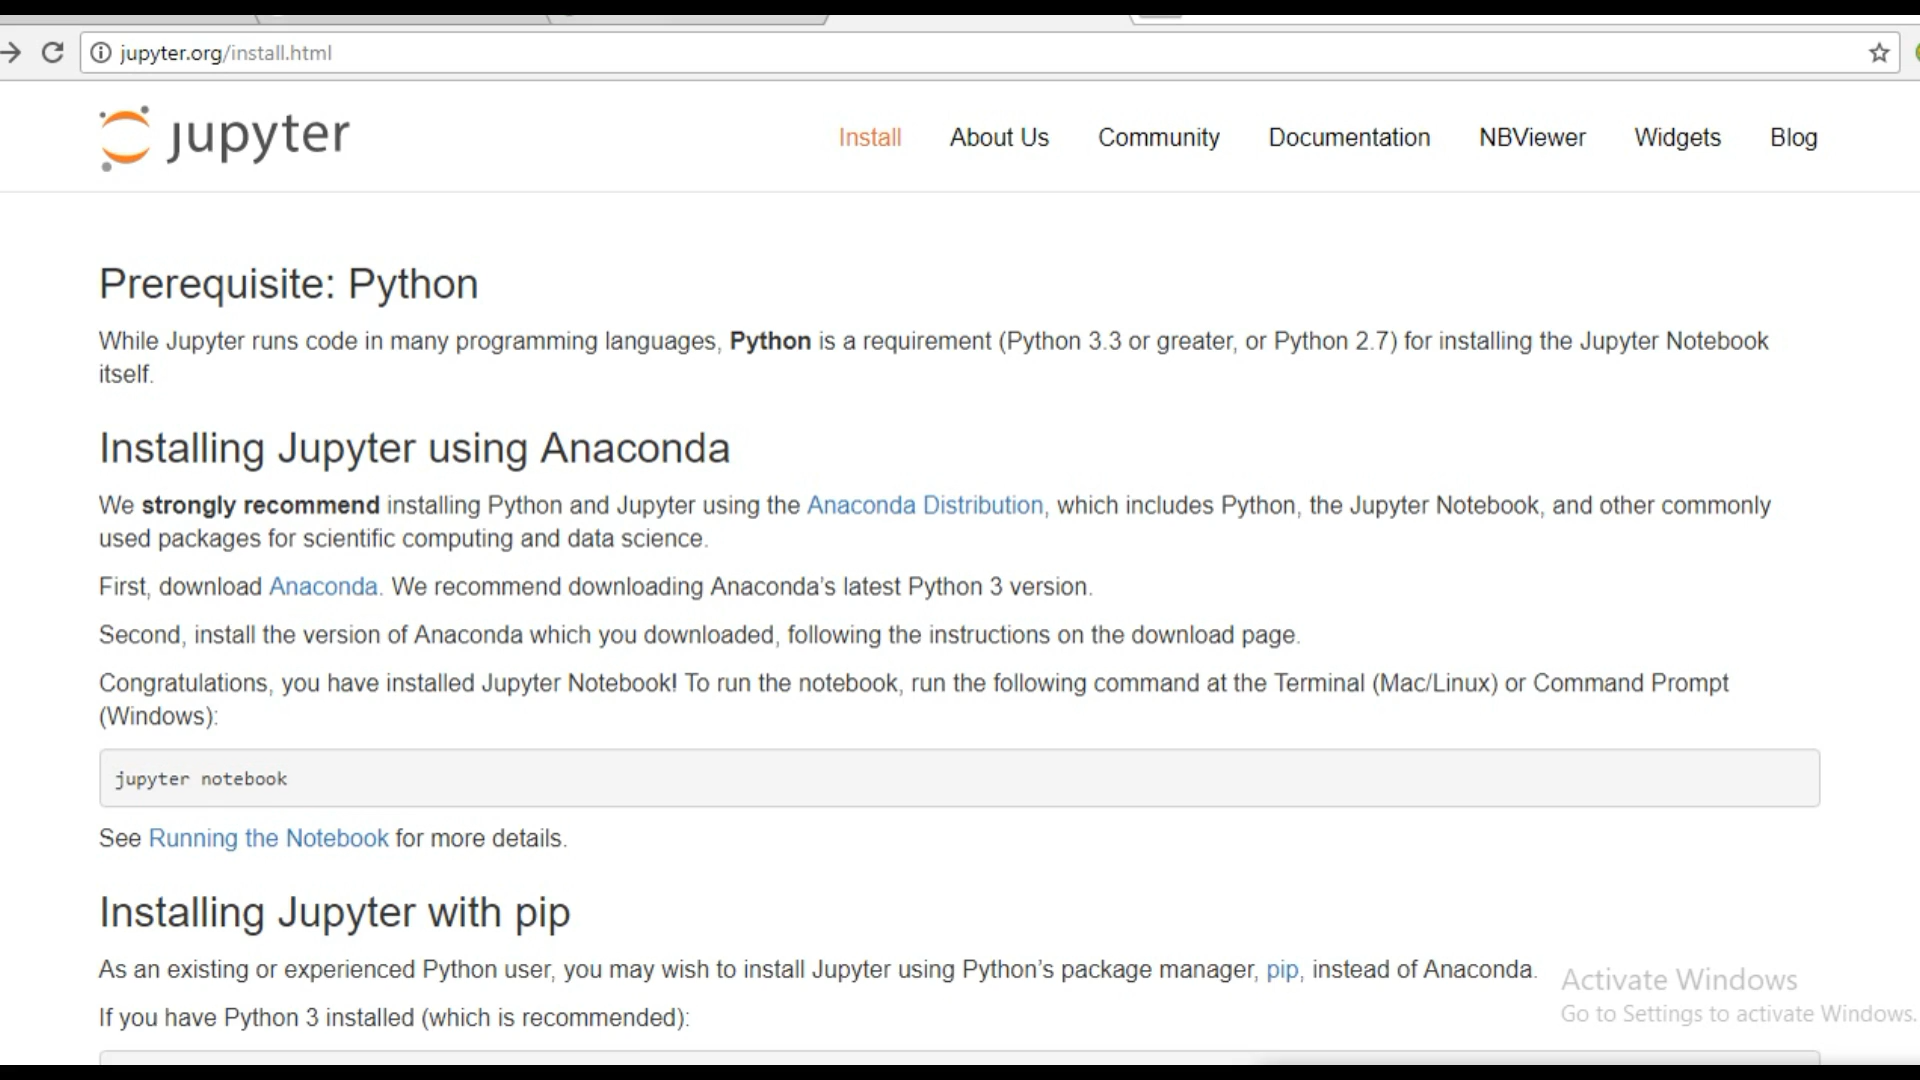 jupyter.org/install.html
jupyter
Install About Us Community Documentation NBViewer Widgets Blog
Prerequisite: Python
While Jupyter runs code in many programming languages, Python is a requirement (Python 3.3 or greater, or Python 2.7) for installing the Jupyter Notebook
itself.
Installing Jupyter using Anaconda
We strongly recommend installing Python and Jupyter using the Anaconda Distribution, which includes Python, the Jupyter Notebook, and other commonly
used packages for scientific computing and data science.
First, download Anaconda. We recommend downloading Anaconda's latest Python 3 version.
Second, install the version of Anaconda which you downloaded, following the instructions on the download page.
Congratulations, you have installed Jupyter Notebook! To run the notebook, run the following command at the Terminal (Mac/Linux) or Command Prompt
(Windows):
jupyter notebook
See Running the Notebook for more details.
Installing Jupyter with pip
As an existing or experienced Python user, you may wish to install Jupyter using Python's package manager, pip, instead of Anaconda.
If you have Python 3 installed (which is recommended):
Activate Windows
Go to Settings to activate Windows.